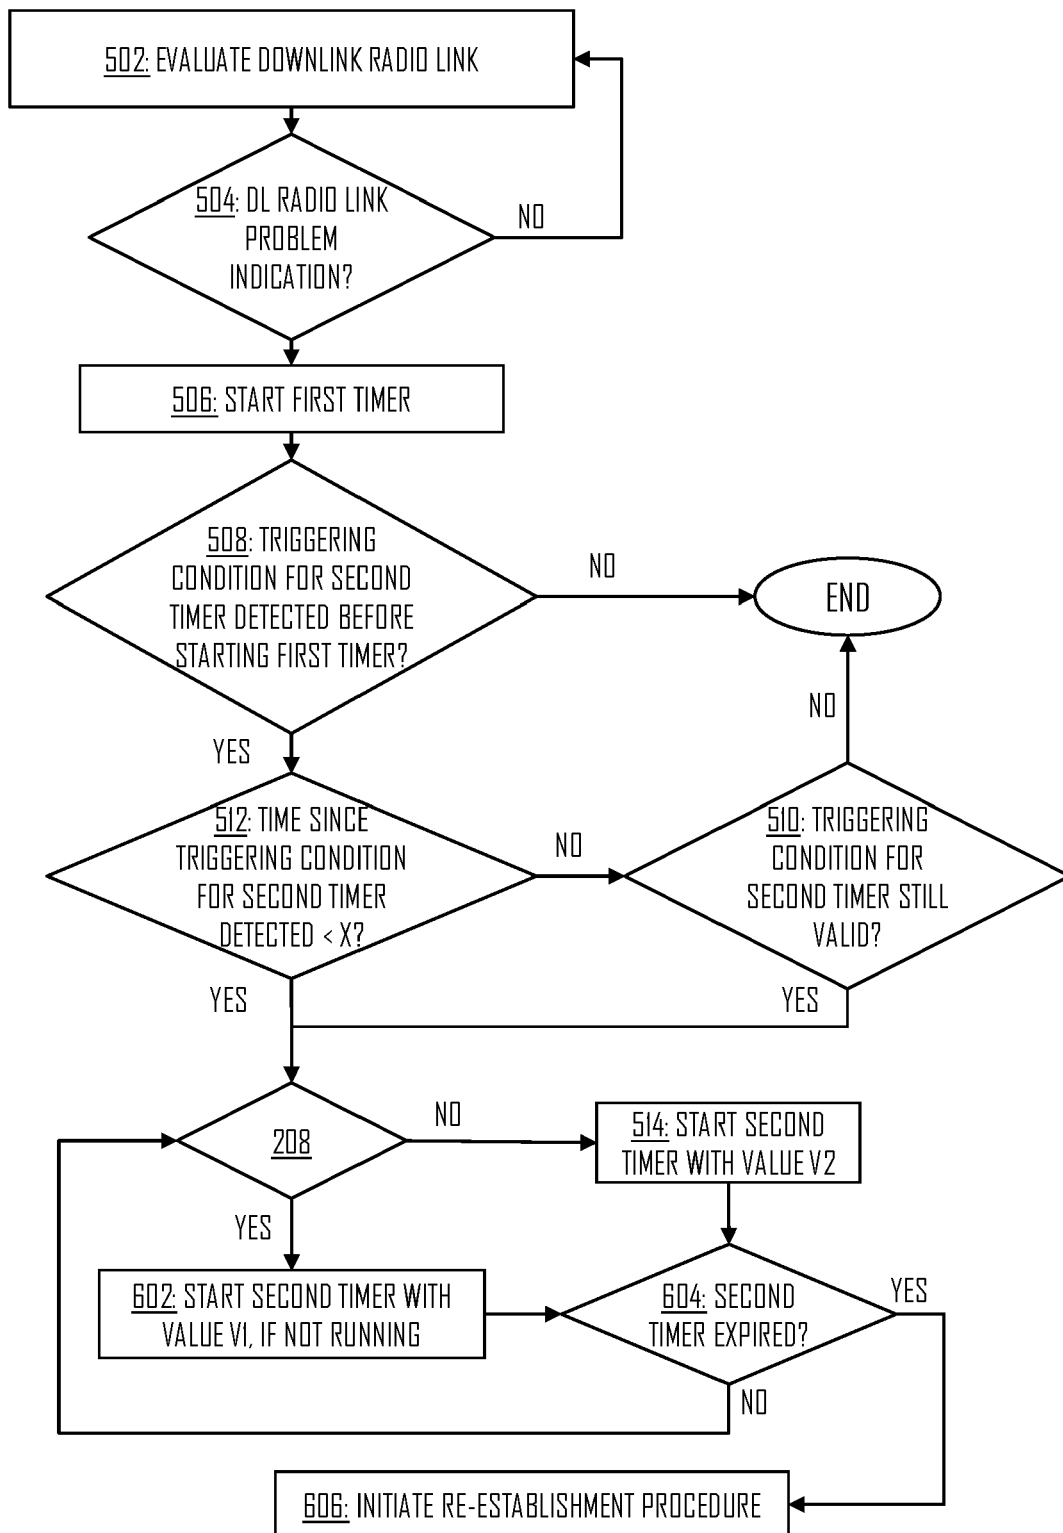 502: EVALUATE DOWNLINK RADIO LINK
504: DL RADIO LINK
PROBLEM
INDICATION?
NO
506: START FIRST TIMER
508: TRIGGERING
CONDITION FOR SECOND
TIMER DETECTED BEFORE
STARTING FIRST TIMER?
NO
END
YES
NO
512: TIME SINCE
TRIGGERING CONDITION
FOR SECOND TIMER
DETECTED < X?
NO
510: TRIGGERING
CONDITION FOR
SECOND TIMER STILL
VALID?
YES
YES
208
NO
514: START SECOND
TIMER WITH VALUE V2
YES
602: START SECOND TIMER WITH
VALUE V1, IF NOT RUNNING
604: SECOND
TIMER EXPIRED?
YES
NO
606: INITIATE RE-ESTABLISHMENT PROCEDURE